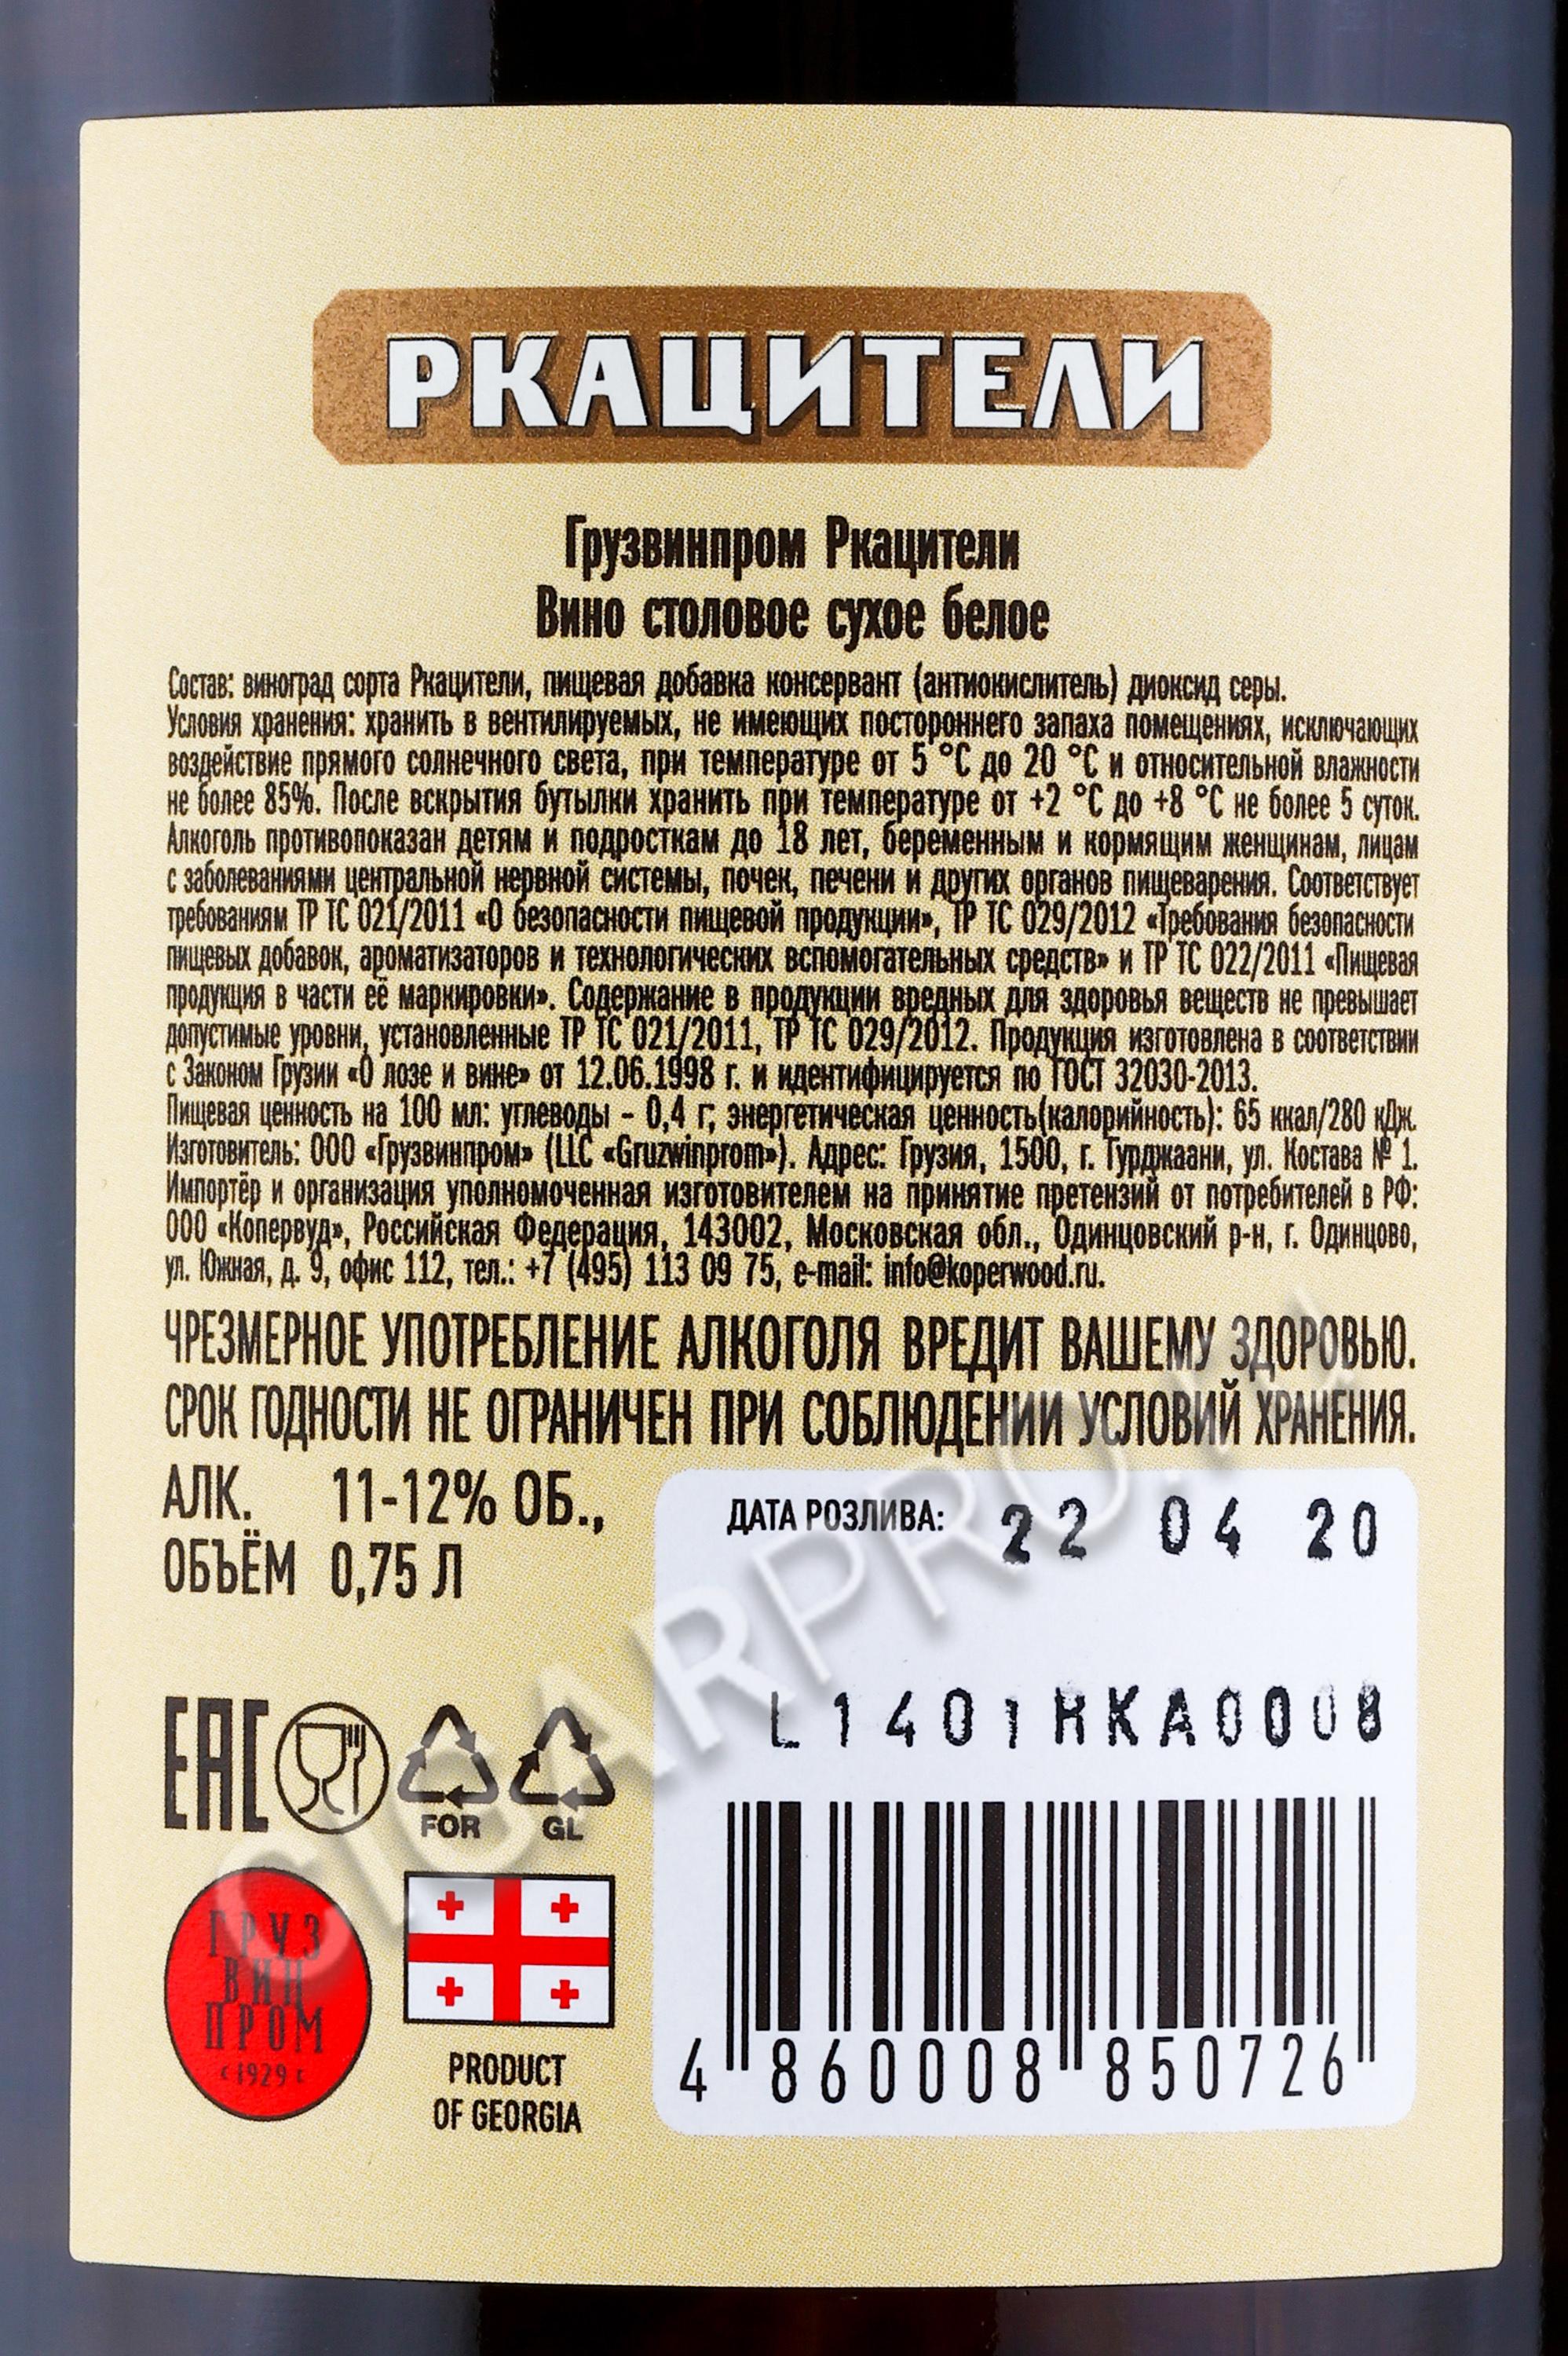 РКАЦИТЕЛИ
Грузвинпром Ркацители
Вино столовое сухое белое
Состав: виноград сорта Ркацители, пищевая добавка консервант (антиокислитель) диоксид серы.
Условия хранения: хранить в вентилируемых, не имеющих постороннего запаха помещениях, исключающих
воздействие прямого солнечного света, при температуре от 5 °C до 20 °C и относительной влажности
не более 85%. После вскрытия бутылки хранить при температуре от +2 °C до +8 °C не более 5 суток.
Алкоголь противопоказан детям и подросткам до 18 лет, беременным и кормящим женщинам, лицам
с заболеваниями центральной нервной системы, почек, печени и других органов пищеварения. Соответствует
требованиям ТР ТС 021/2011 «О безопасности пищевой продукции», ТР ТС 029/2012 «Требования безопасности
пищевых добавок, ароматизаторов и технологических вспомогательных средств» и ТР ТС 022/2011 «Пищевая
продукция в части её маркировки». Содержание в продукции вредных для здоровья веществ не превышает
допустимые уровни, установленные ТР ТС 021/2011, ТР ТС 029/2012. Продукция изготовлена в соответствии
с Законом Грузии «О лозе и вине» от 12.06.1998 г. и идентифицируется по ГОСТ 32030-2013.
Пищевая ценность на 100 мл: углеводы – 0,4 г; энергетическая ценность(калорийность): 65 ккал/280 кДж.
Изготовитель: ООО «Грузвинпром» (LLC «Gruzwinprom»). Адрес: Грузия, 1500, г. Гурджаани, ул. Костава № 1.
Импортёр и организация уполномоченная изготовителем на принятие претензий от потребителей в РФ:
ООО «Копервуд», Российская Федерация, 143002, Московская обл., Одинцовский р-н, г. Одинцово,
ул. Южная, д. 9, офис 112, тел.: +7 (495) 113 09 75, e-mail: info@koperwood.ru.
ЧРЕЗМЕРНОЕ УПОТРЕБЛЕНИЕ АЛКОГОЛЯ ВРЕДИТ ВАШЕМУ ЗДОРОВЬЮ.
СРОК ГОДНОСТИ НЕ ОГРАНИЧЕН ПРИ СОБЛЮДЕНИИ УСЛОВИЙ ХРАНЕНИЯ.
АЛК. 11-12% ОБ.,
ОБЪЁМ 0,75 Л
ДАТА РОЗЛИВА: 22 04 20
EAC
FOR
GL
ГРУЗ
ВИН
ПРОМ
с 1929 г
PRODUCT
OF GEORGIA
4 860008 850726
CIGARPRO.RU